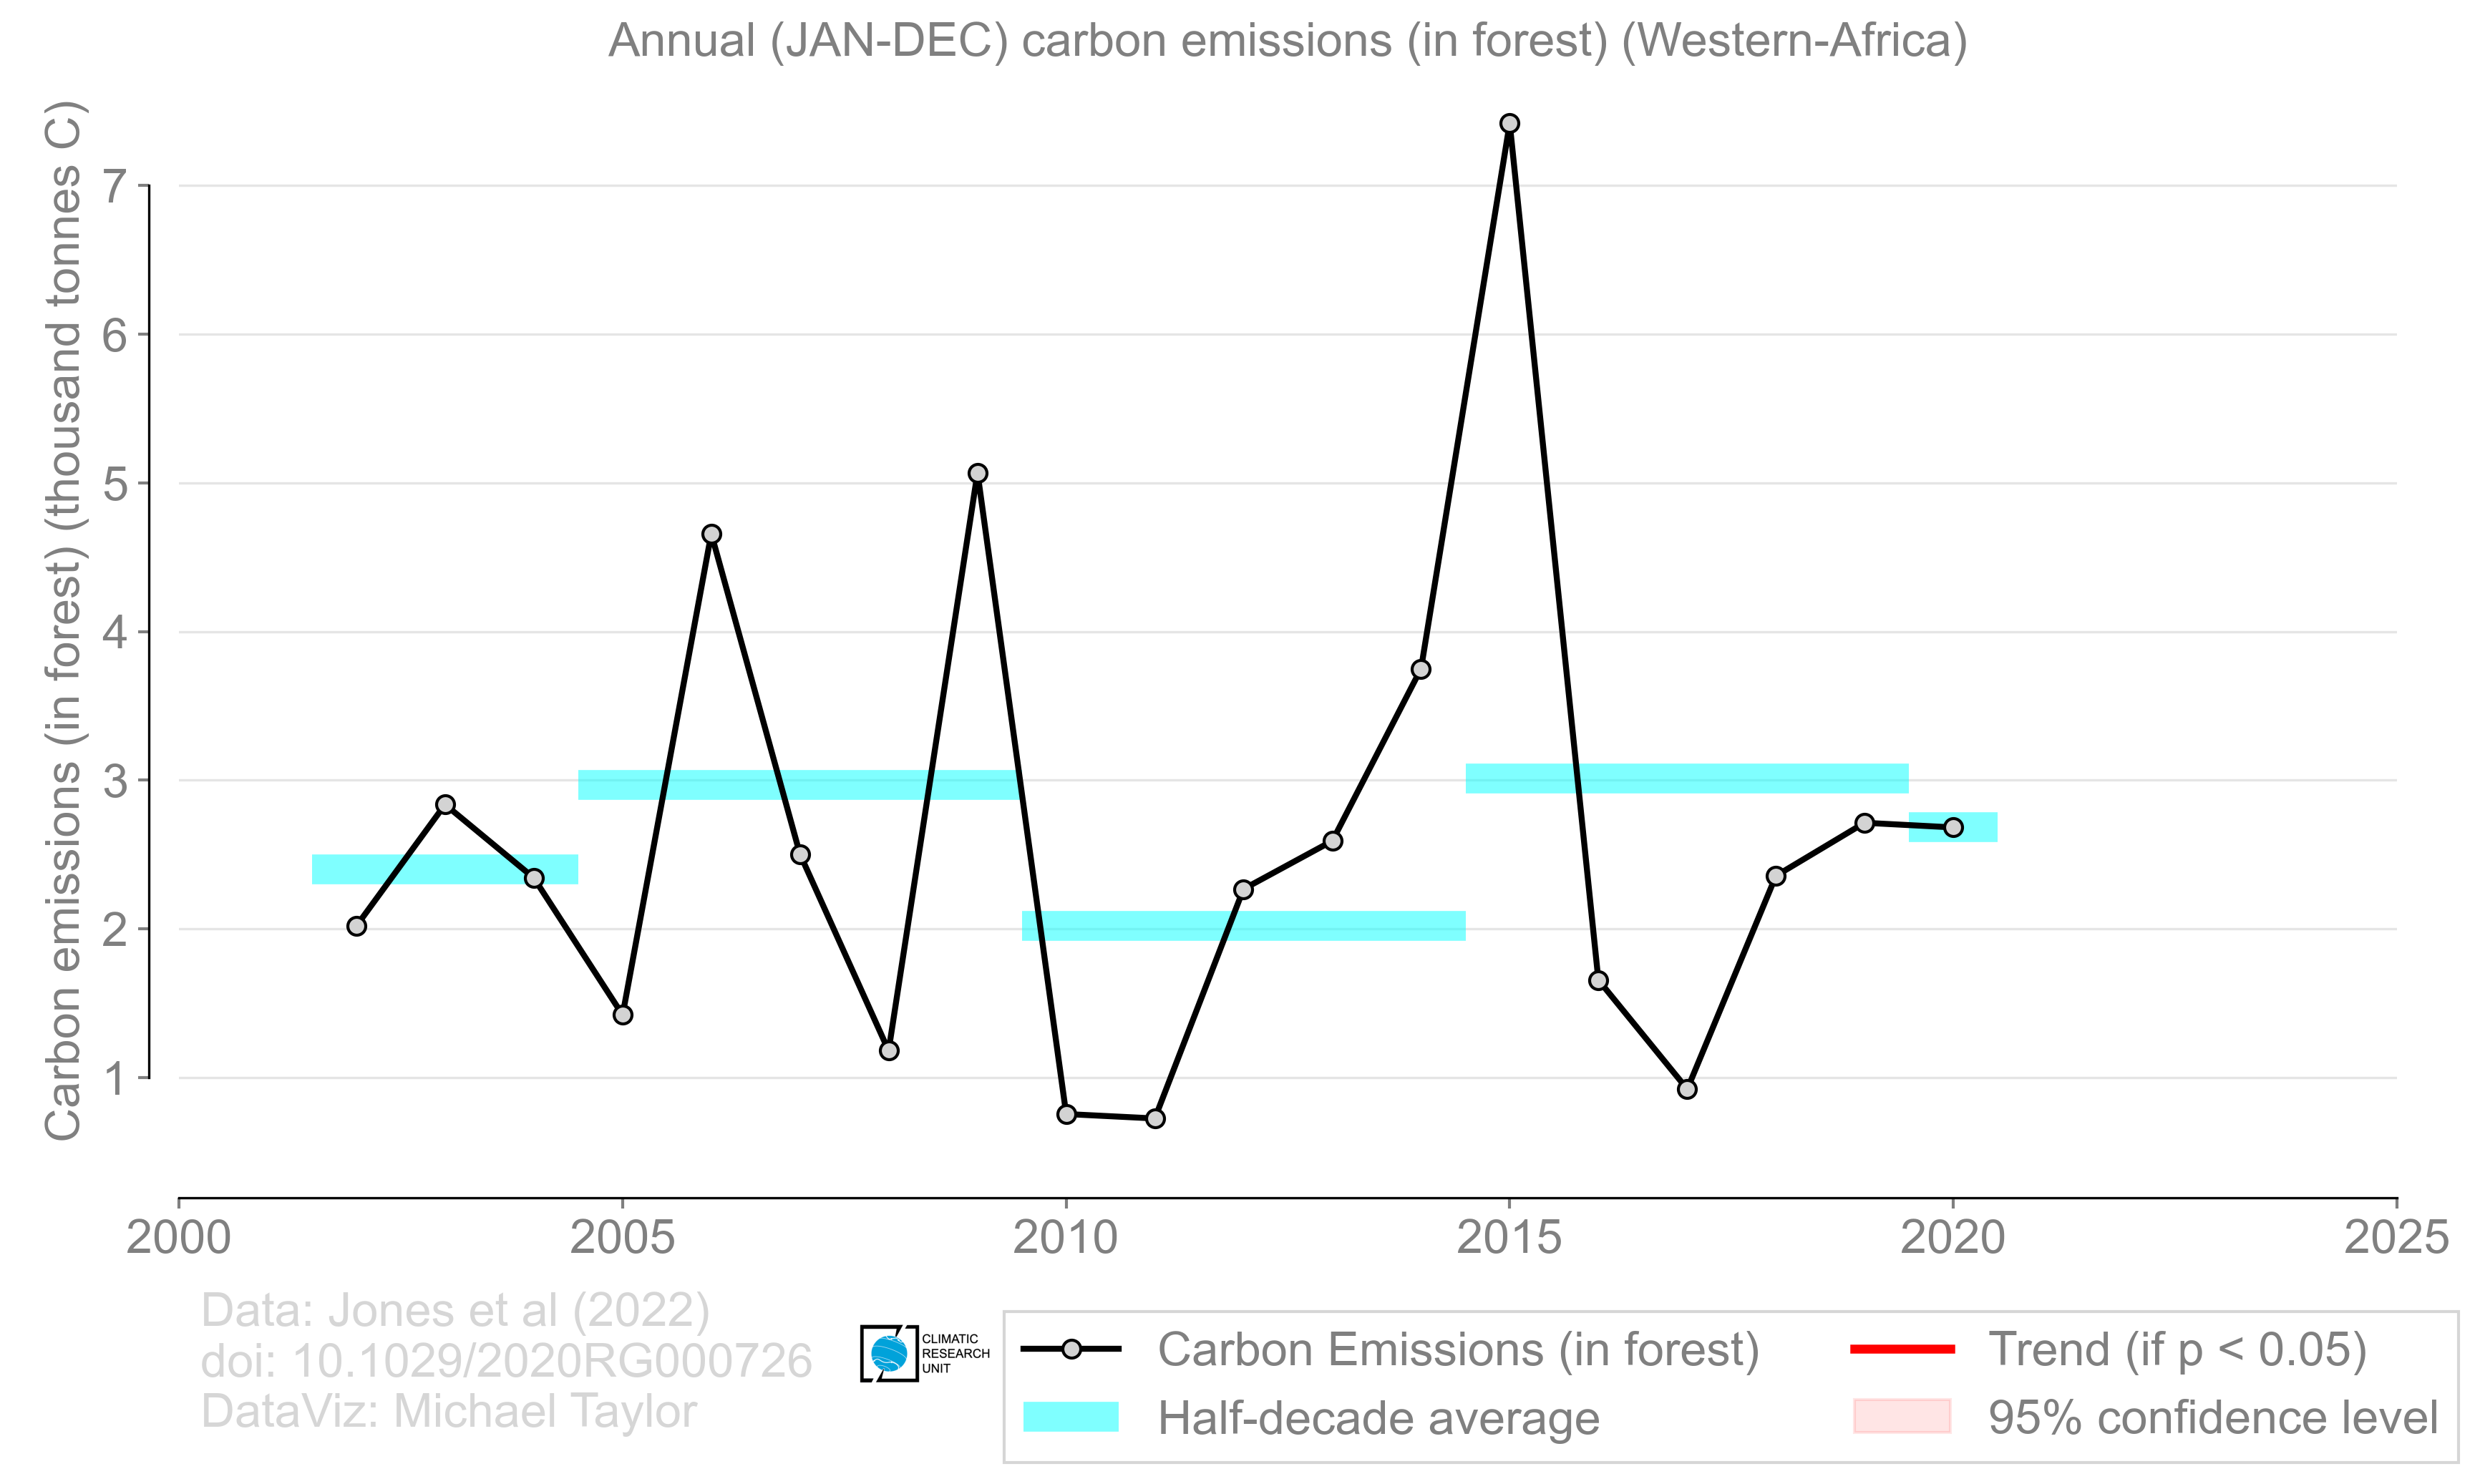 Annual (JAN-DEC) carbon emissions (in forest) (Western-Africa)
Carbon emissions (in forest) (thousand tonnes C)
7
6
5
4
3
2
1
2000 2005 2010 2015 2020 2025
Data: Jones et al (2022)
doi: 10.1029/2020RG000726
DataViz: Michael Taylor
CLIMATIC
RESEARCH
UNIT
Carbon Emissions (in forest)
Half-decade average
Trend (if p < 0.05)
95% confidence level